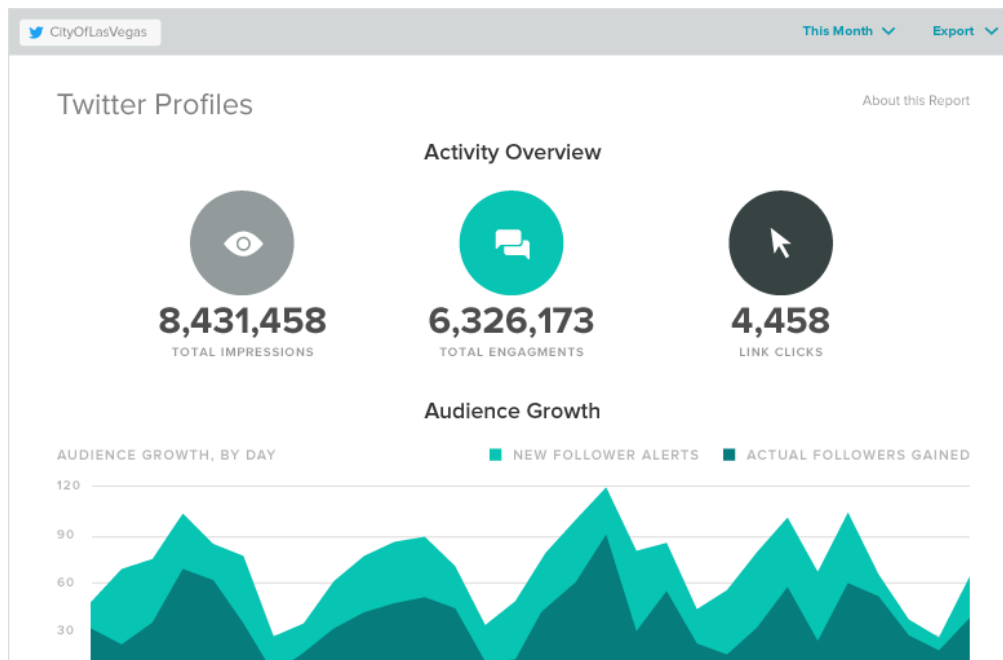 CityOfLasVegas
This Month Export
Twitter Profiles
About this Report
Activity Overview
8,431,458 6,326,173 4,458
TOTAL IMPRESSIONS TOTAL ENGAGMENTS LINK CLICKS
Audience Growth
AUDIENCE GROWTH, BY DAY NEW FOLLOWER ALERTS ACTUAL FOLLOWERS GAINED
120
90
60
30